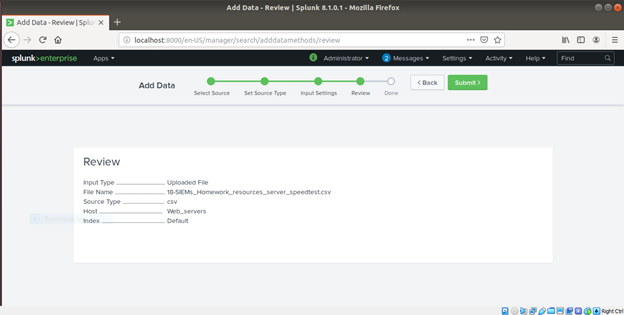 Add Data - Review | Splunk 8.1.0.1 - Mozilla Firefox
Add Data - Review | Splun
localhost:8000/en-US/manager/search/adddatamethods/review
splunk>enterprise Apps Administrator 2 Messages Settings Activity Help Find
Add Data
Select Source Set Source Type Input Settings Review Done
< Back Submit >
Review
Input Type Uploaded File
File Name 18-SIEMs_Homework_resources_server_speedtest.csv
Source Type csv
Host Web_servers
Index Default
Right Ctrl